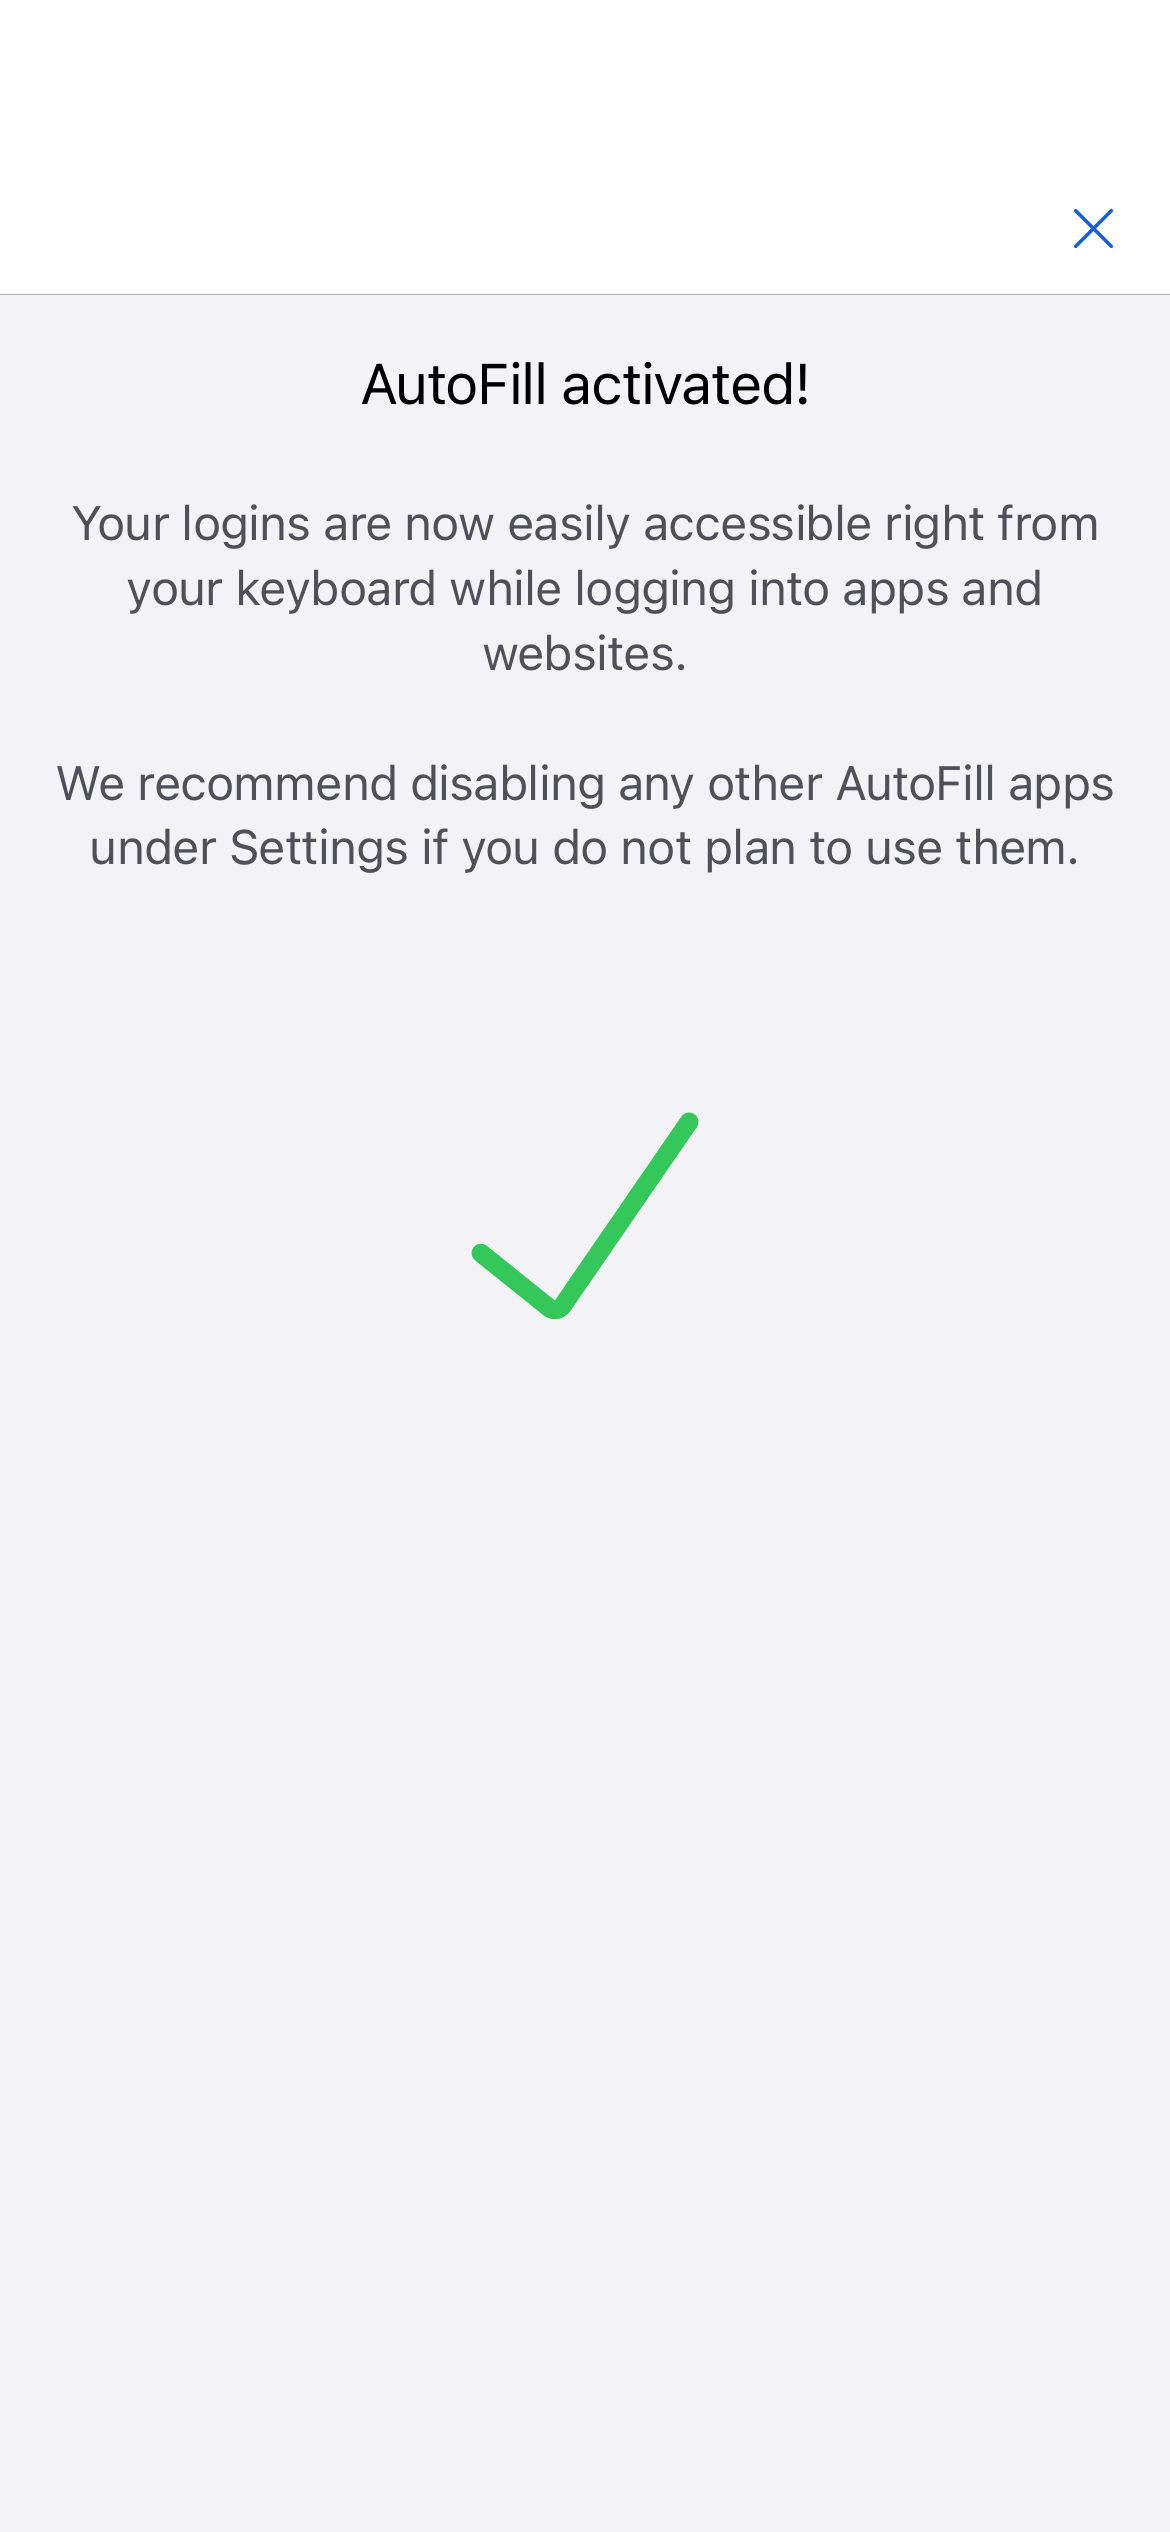 AutoFill activated!
Your logins are now easily accessible right from
your keyboard while logging into apps and
websites.
We recommend disabling any other AutoFill apps
under Settings if you do not plan to use them.